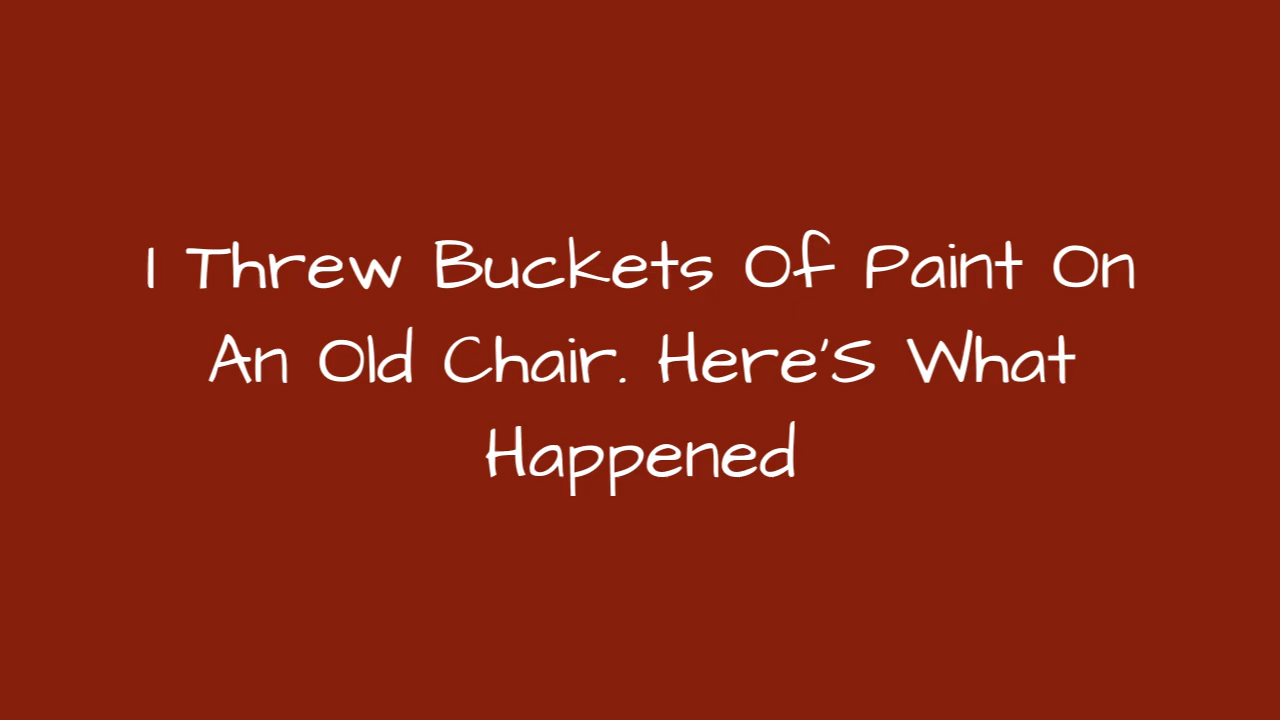 I Threw Buckets Of Paint On
An Old Chair. Here'S What
Happened